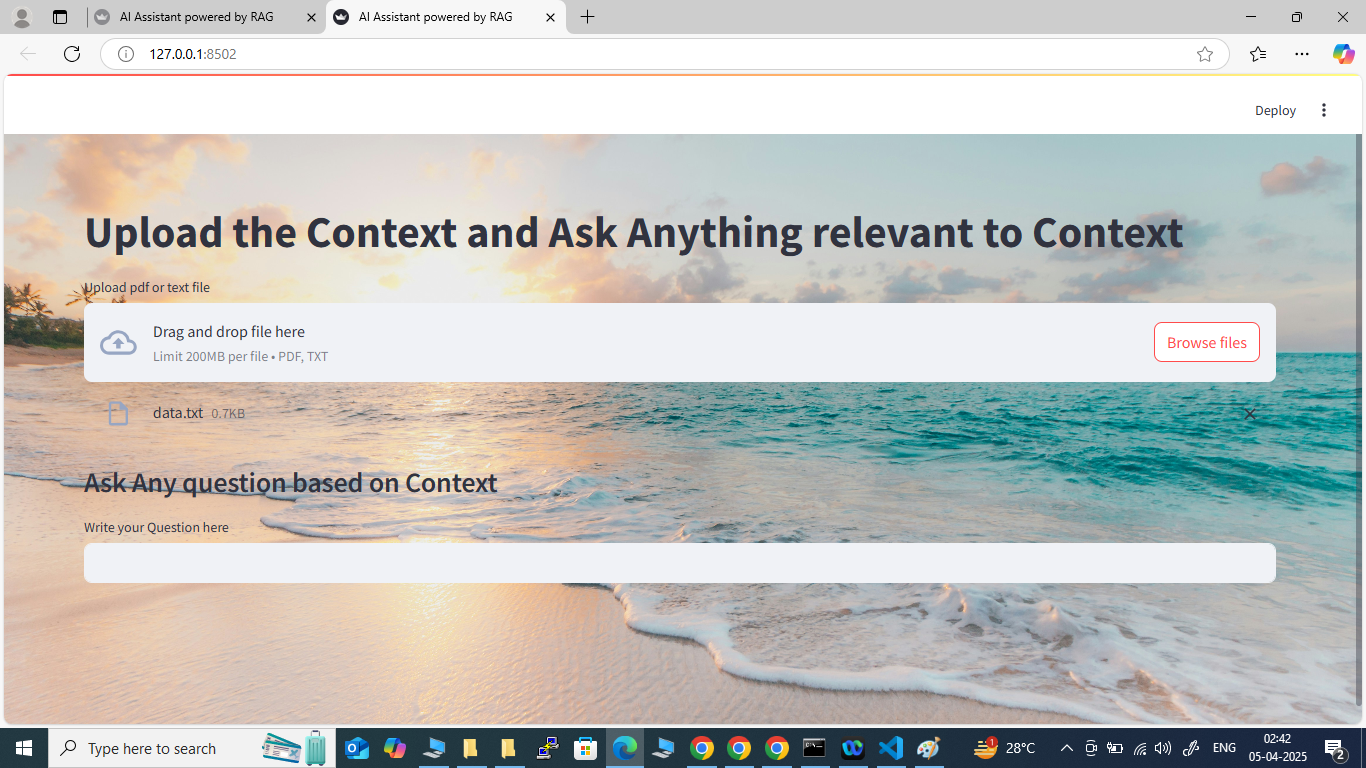 AI Assistant powered by RAG
AI Assistant powered by RAG
127.0.0.1:8502
Deploy
Upload the Context and Ask Anything relevant to Context
Upload pdf or text file
Drag and drop file here
Limit 200MB per file • PDF, TXT
Browse files
data.txt 0.7KB
Ask Any question based on Context
Write your Question here
Type here to search
1
28°C
ENG
02:42
05-04-2025
2